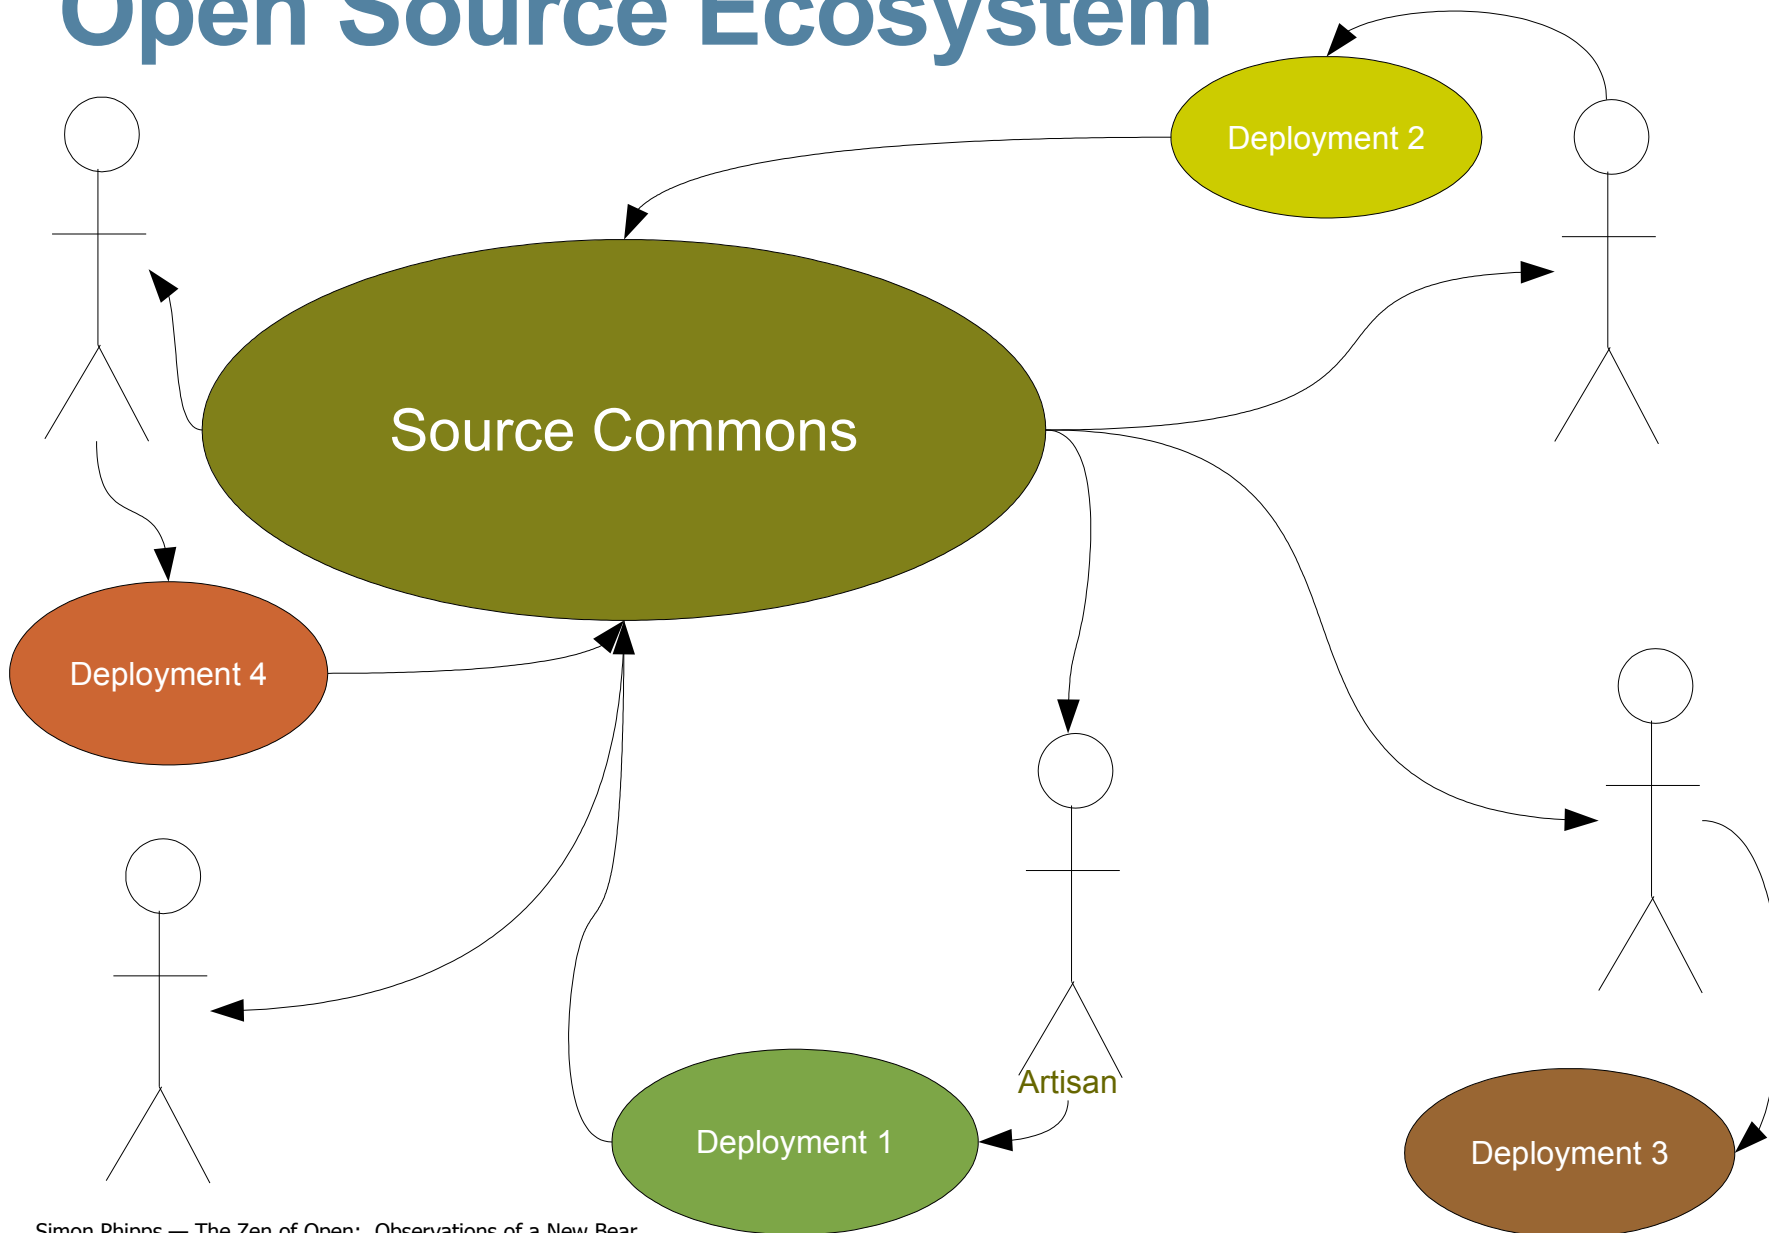 Open Source Ecosystem
Deployment 2
Source Commons
Deployment 4
Artisan
Deployment 1
Deployment 3
Simon Phipps — The Zen of Open: Observations of a New Bear